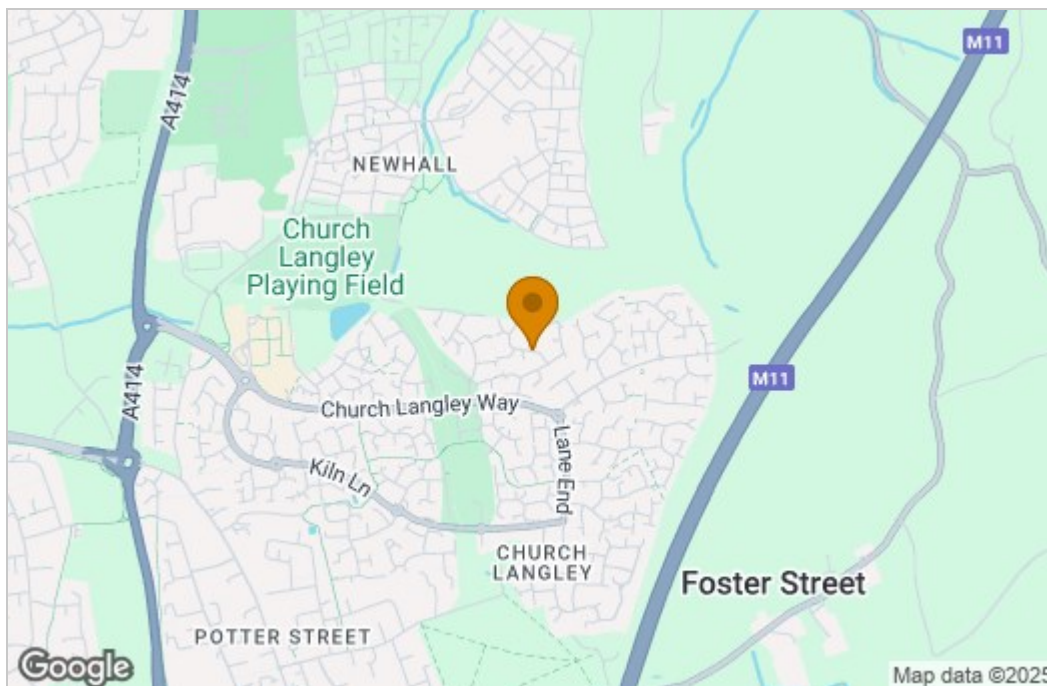 A414
M11
NEWHALL
Church
Langley
Playing Field
A414
M11
Church Langley Way
Lane End
Kiln Ln
CHURCH
LANGLEY
Foster Street
POTTER STREET
Google
Map data ©2025